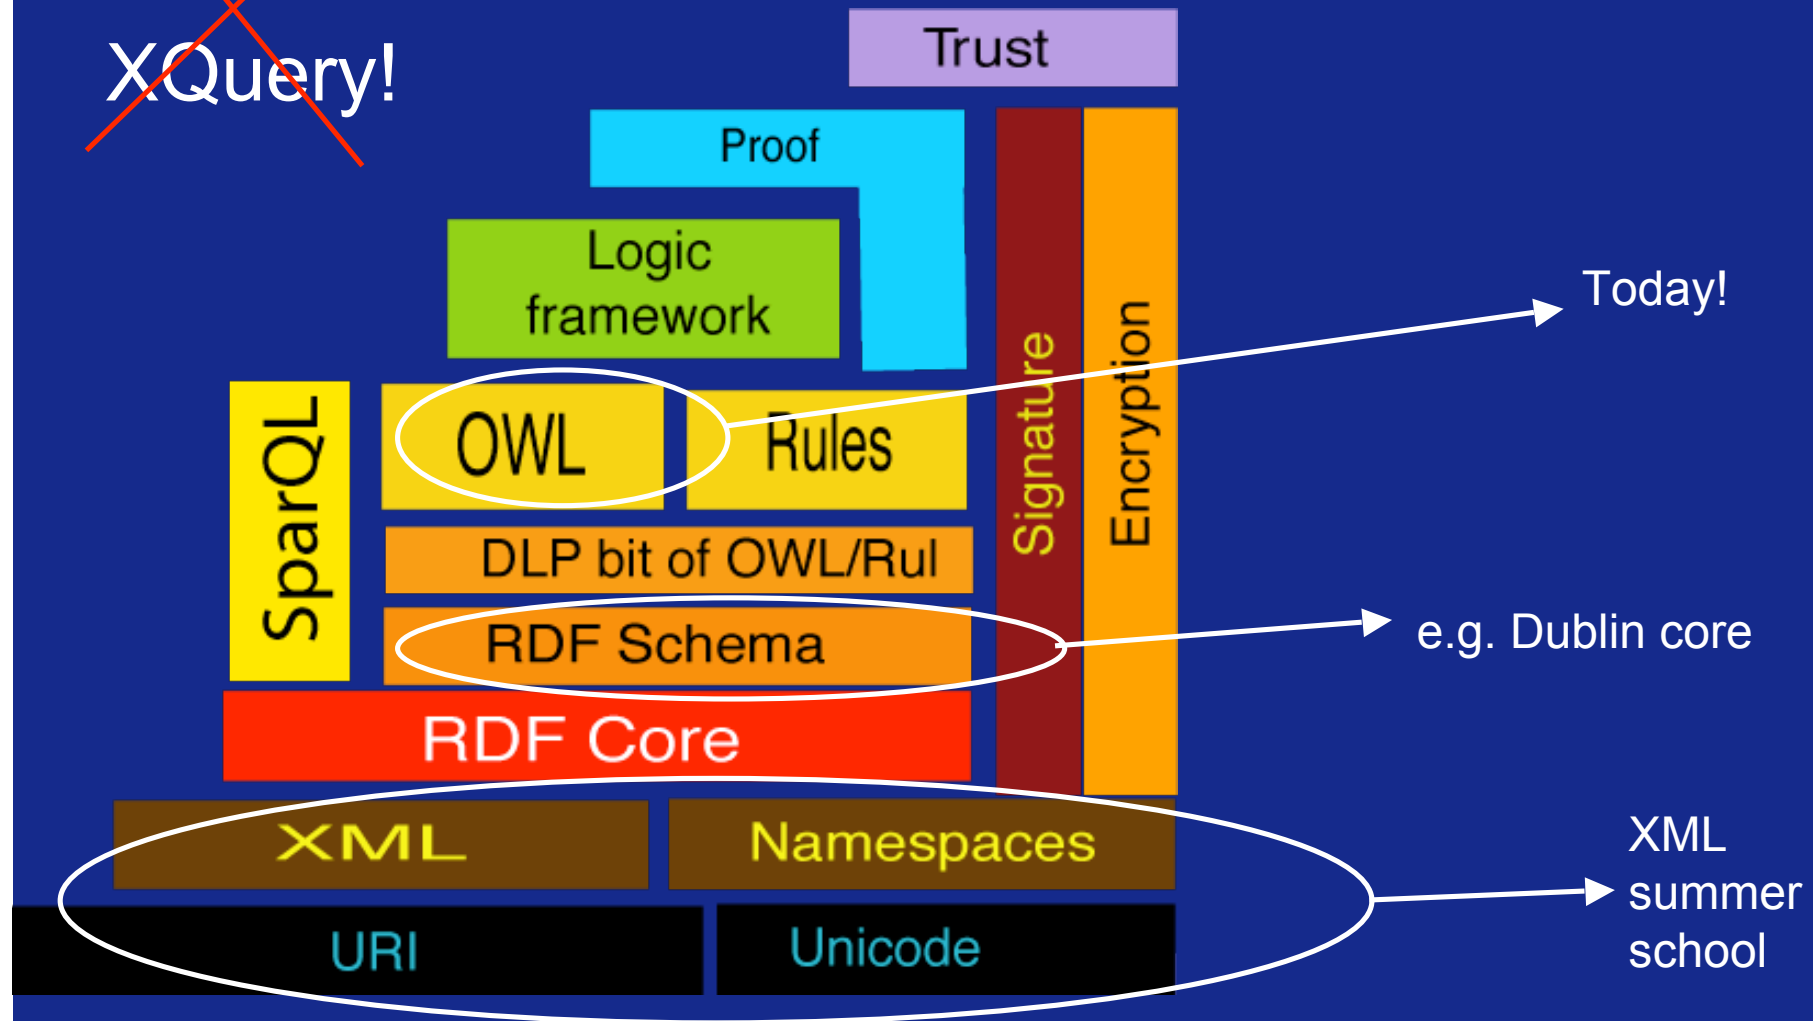 XQuery!
Trust
Proof
Logic
framework
Today!
SparQL
OWL
Rules
Signature
Encryption
DLP bit of OWL/Rul
RDF Schema
e.g. Dublin core
RDF Core
XML
Namespaces
XML
summer
school
URI
Unicode